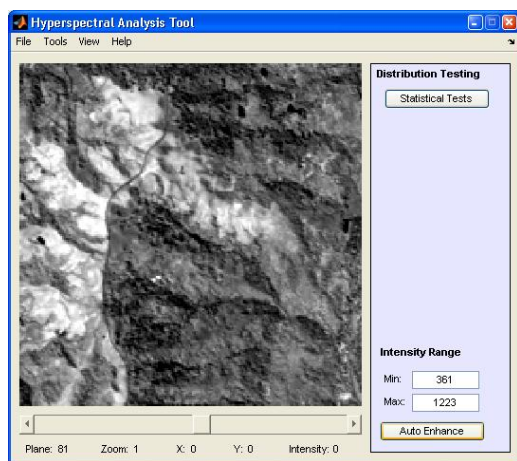 Hyperspectral Analysis Tool
File Tools View Help
Distribution Testing
Statistical Tests
Intensity Range
Min: 361
Max: 1223
Auto Enhance
Plane: 81 Zoom: 1 X: 0 Y: 0 Intensity: 0